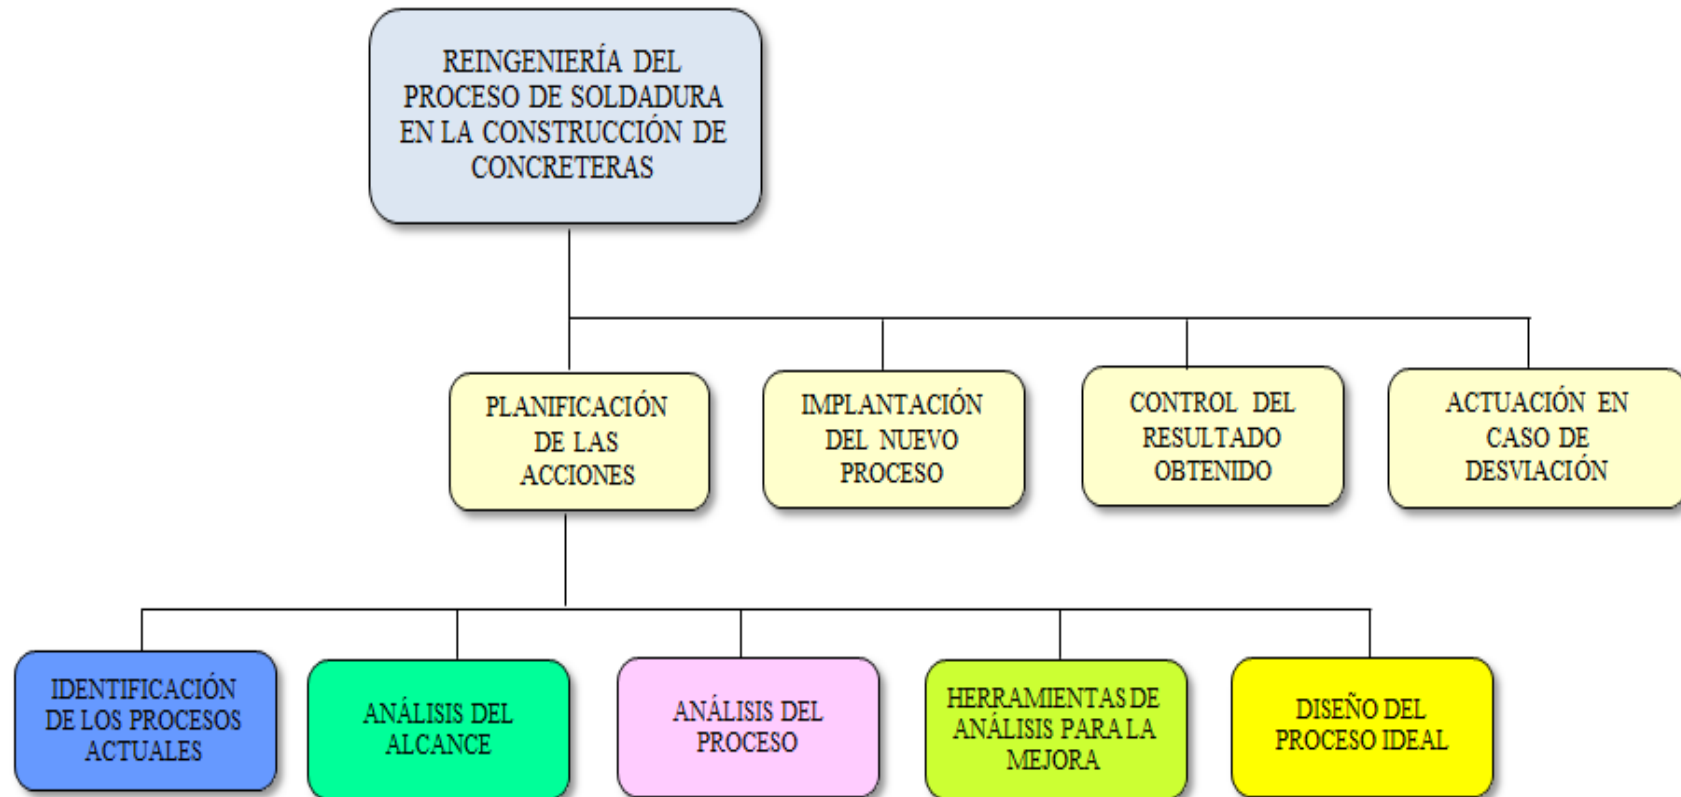 REINGENIERÍA DEL
PROCESO DE SOLDADURA
EN LA CONSTRUCCIÓN DE
CONCRETERAS
PLANIFICACIÓN
DE LAS
ACCIONES
IMPLANTACIÓN
DEL NUEVO
PROCESO
CONTROL DEL
RESULTADO
OBTENIDO
ACTUACIÓN EN
CASO DE
DESVIACIÓN
IDENTIFICACIÓN
DE LOS PROCESOS
ACTUALES
ANÁLISIS DEL
ALCANCE
ANÁLISIS DEL
PROCESO
HERRAMIENTAS DE
ANÁLISIS PARA LA
MEJORA
DISEÑO DEL
PROCESO IDEAL